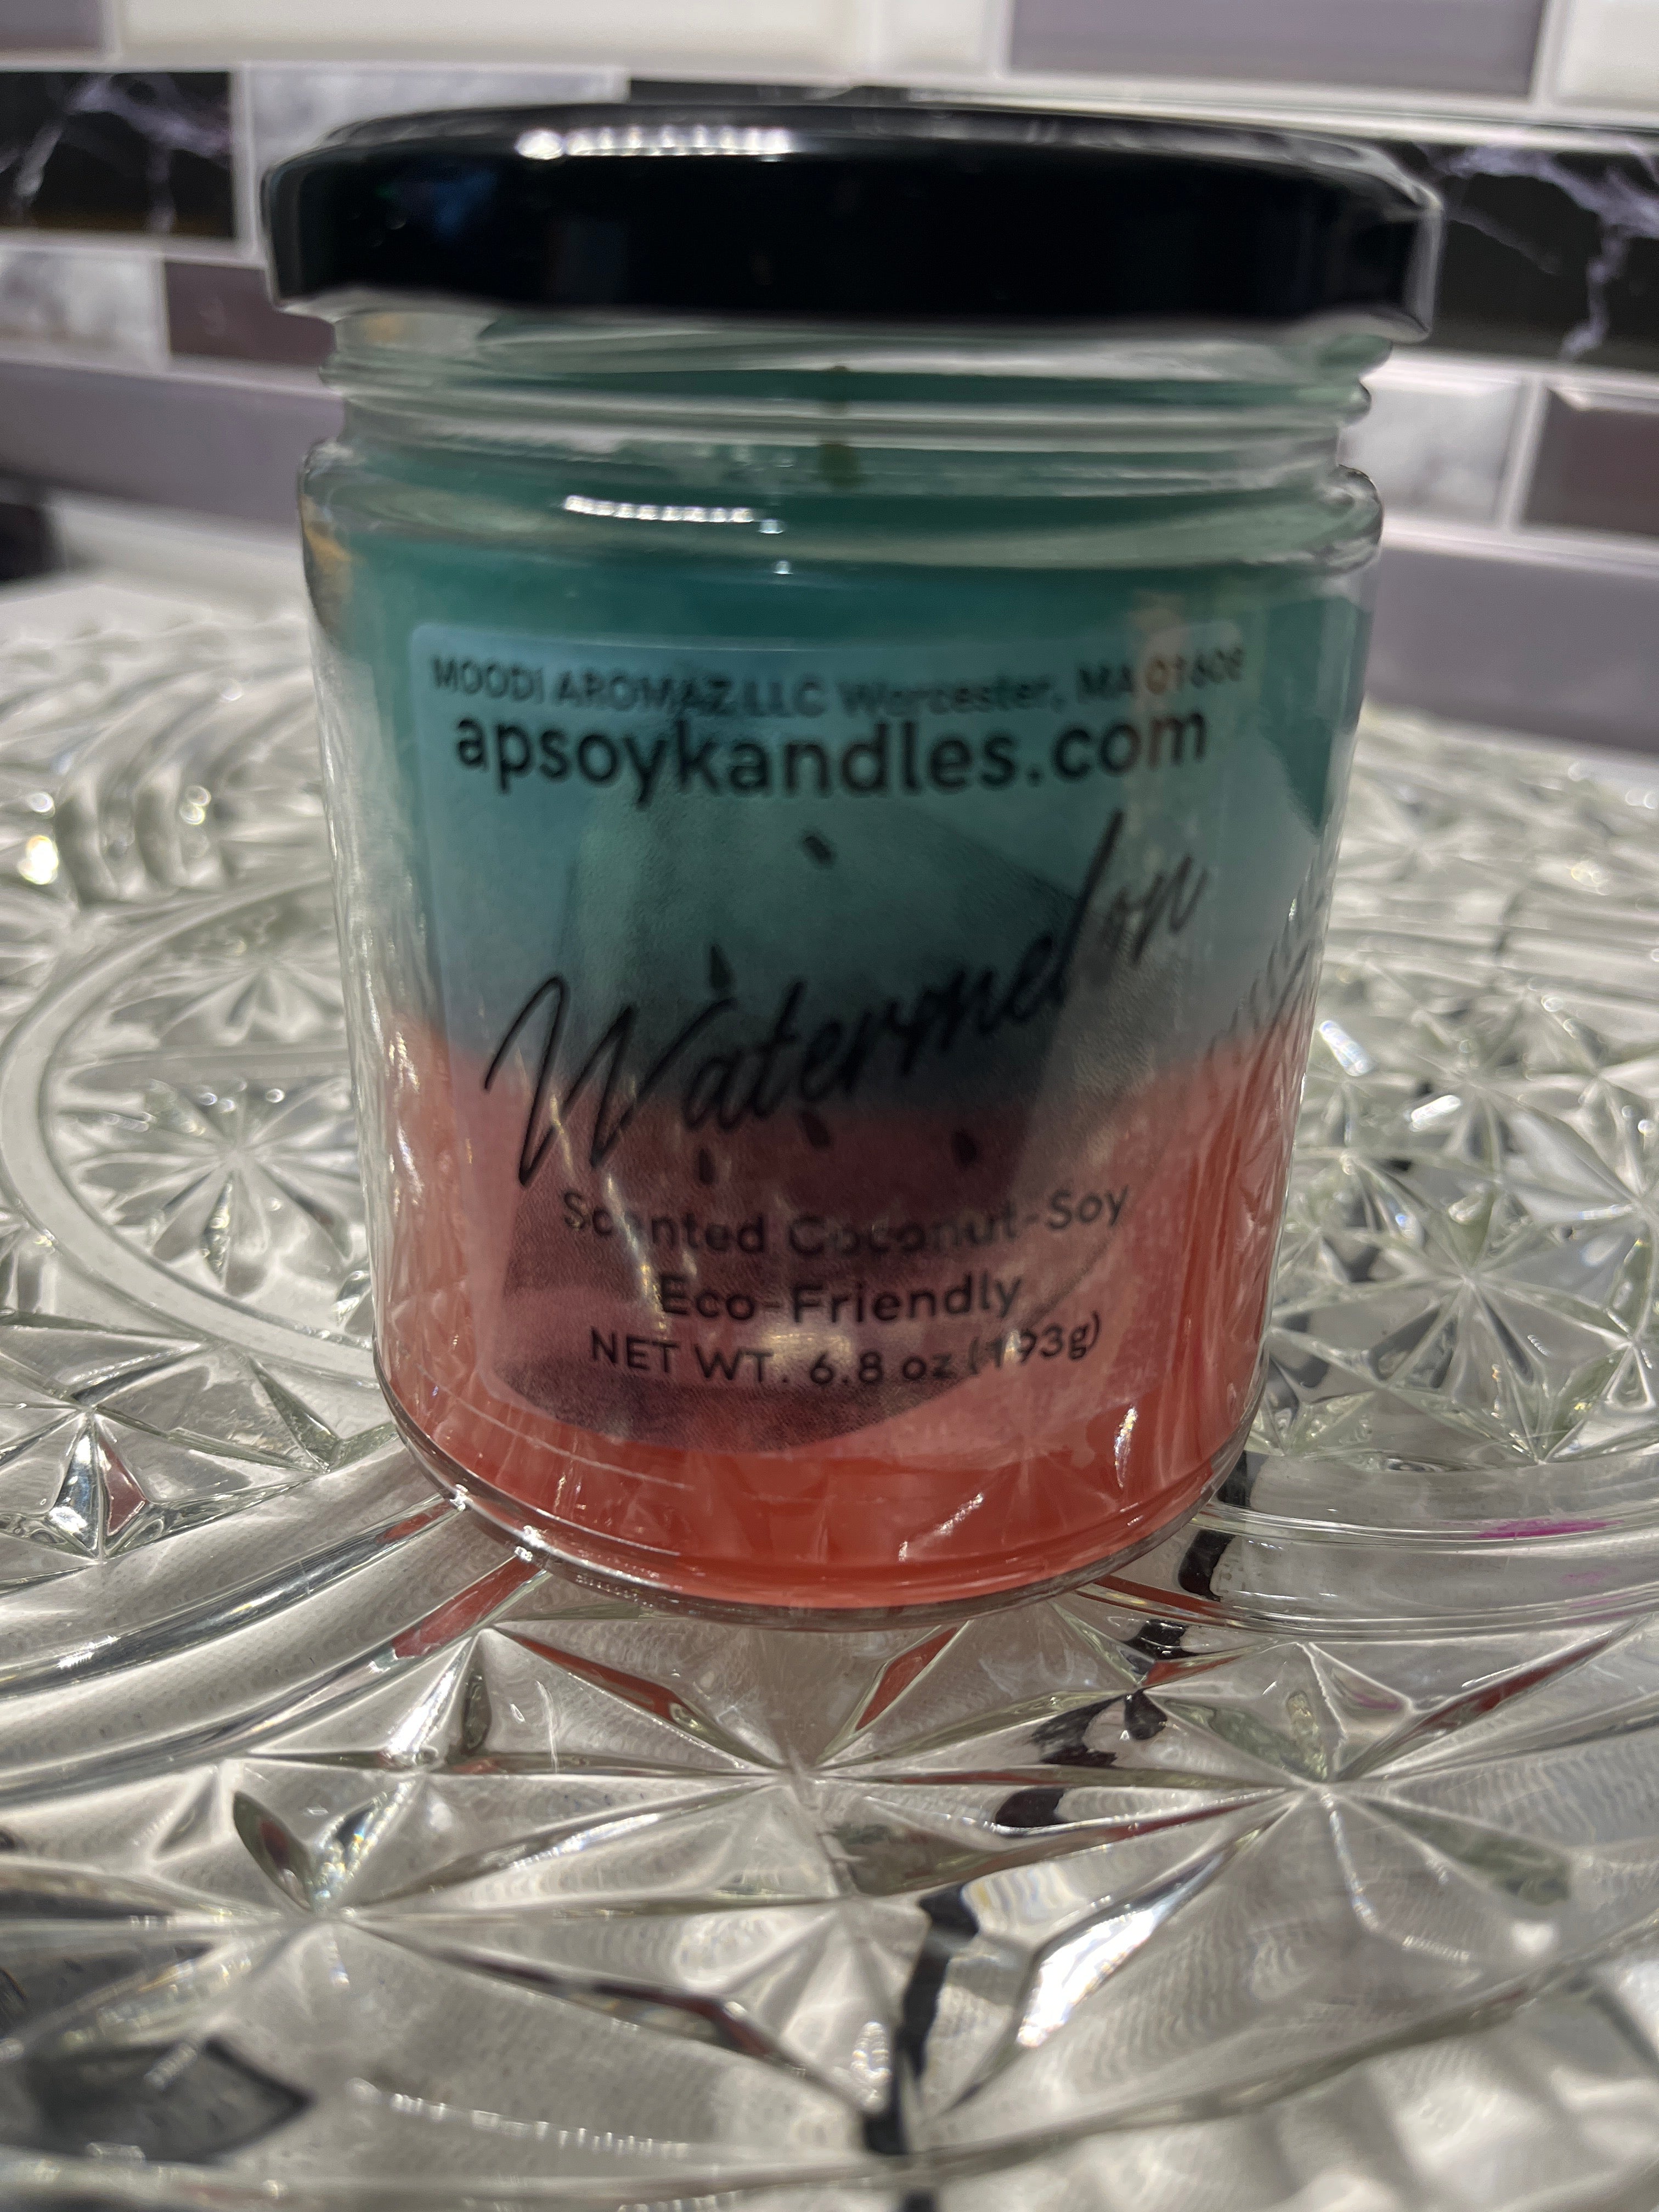 MOODI AROMAZ LLC Worcester, MA 01608
apsoykandles.com
Watermelon
Scented Coconut-Soy
Eco-Friendly
NET WT. 6.8 oz (193g)